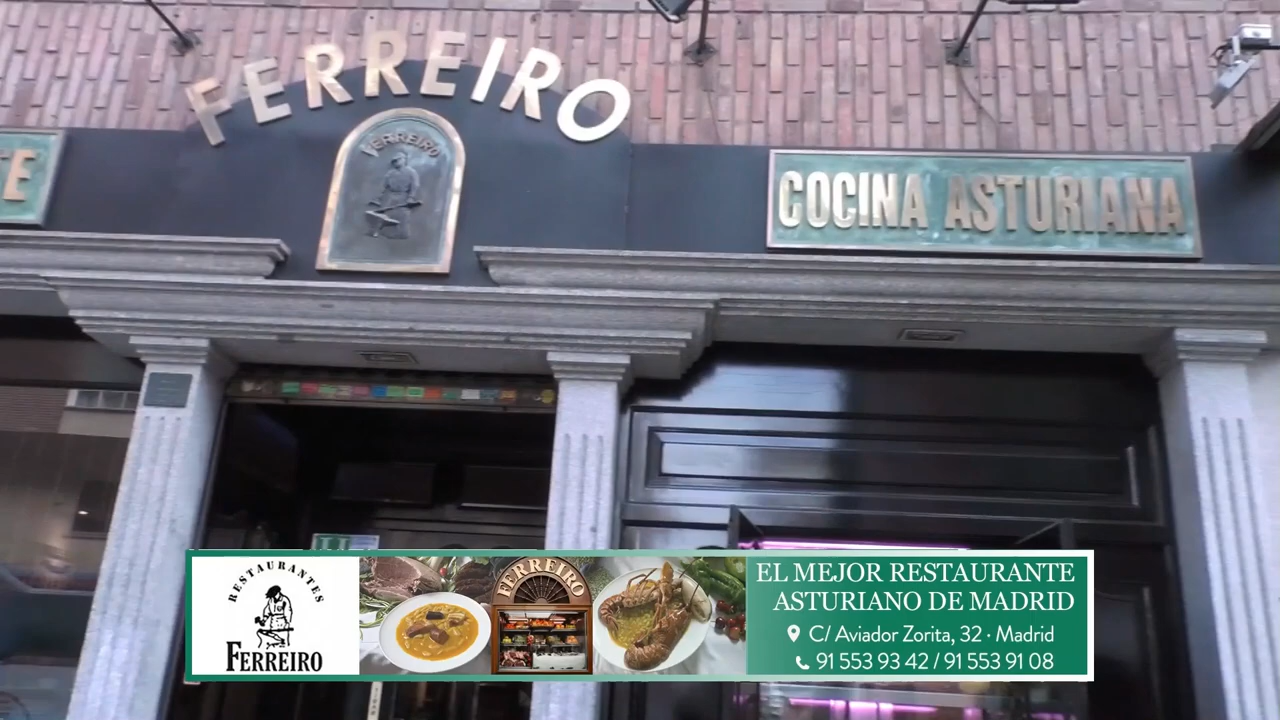 FERREIRO
FERREIRO
TE
COCINA ASTURIANA
RESTAURANTES
FERREIRO
FERREIRO
EL MEJOR RESTAURANTE
ASTURIANO DE MADRID
C/ Aviador Zorita, 32 · Madrid
91 553 93 42 / 91 553 91 08